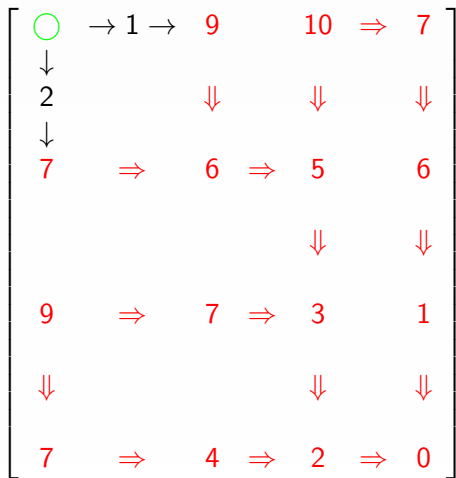 ○ → 1 → 9 10 ⇒ 7
↓
2 ⇓ ⇓ ⇓
↓
7 ⇒ 6 ⇒ 5 6
⇓ ⇓
9 ⇒ 7 ⇒ 3 1
⇓ ⇓ ⇓
7 ⇒ 4 ⇒ 2 ⇒ 0